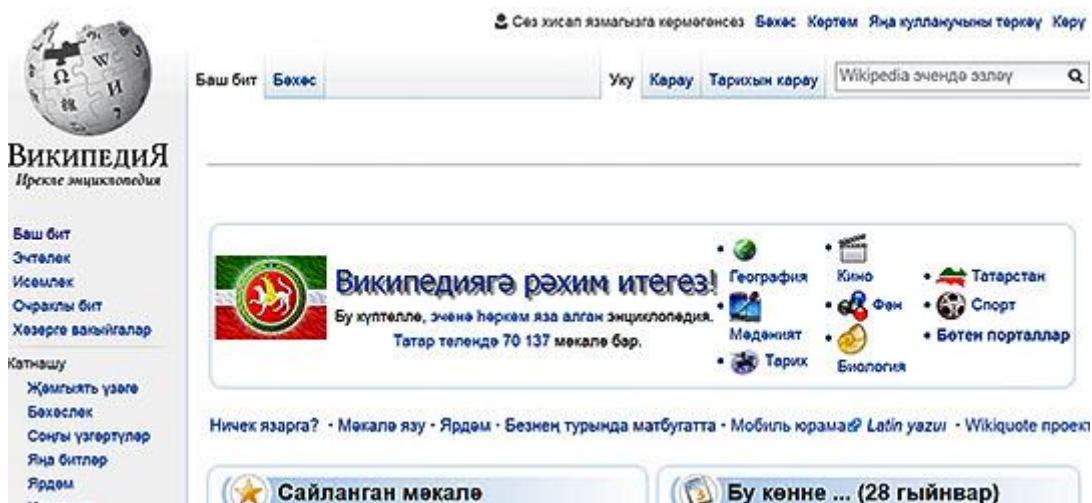 Сез хисап язмагызга кермәгәнсез Бәхәс Кертем Яңа кулланучыны теркәү Керү
Баш бит Бәхәс Уку Карау Тарихын карау Wikipedia эчендә эзләү
ВикипедиЯ
Ирекле энциклопедия
Баш бит
Эчтәлек
Исемлек
Очраклы бит
Хәзерге вакыйгалар
Катнашу
Җәмгыять үзәге
Бәхәслек
Соңгы үзгәртүләр
Яңа битләр
Ярдәм
Википедиягә рәхим итегез!
Бу күптелле, эченә һәркем яза алган энциклопедия.
Татар телендә 70 137 мәкалә бар.
География
Мәдәният
Тарих
Кино
Фән
Биология
Татарстан
Спорт
Бөтен порталлар
Ничек язарга? · Мәкалә язу · Ярдәм · Безнең турында матбугатта · Мобиль юрама Latin yazuı · Wikiquote проект
Сайланган мәкалә
Бу көнне ... (28 гыйнвар)